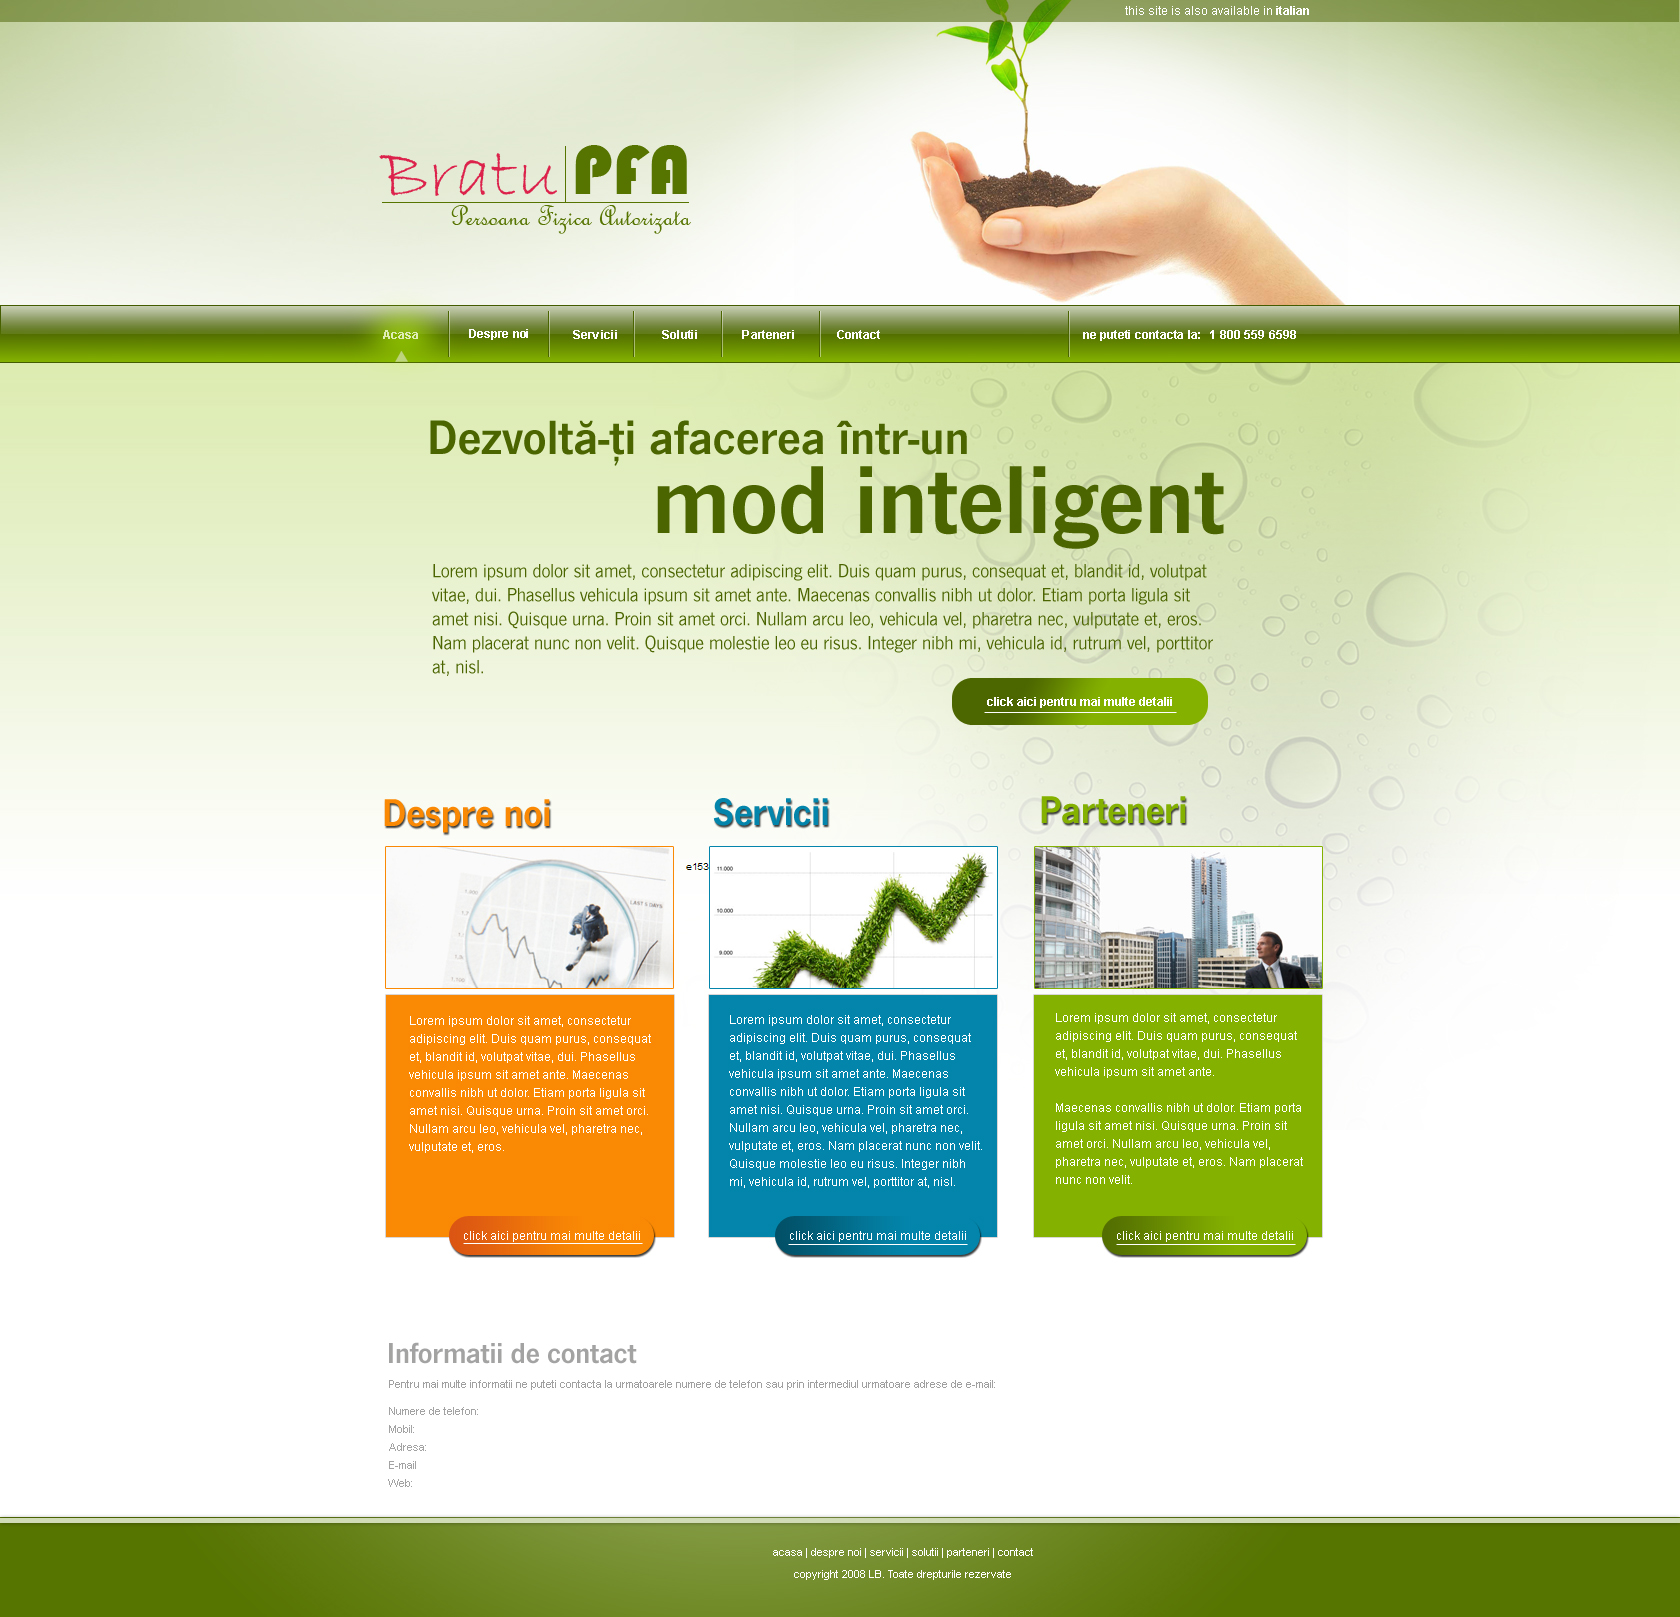 this site is also available in italian
Bratu PFA
Persoana Fizica Autorizata
Acasa
Despre noi
Servicii
Solutii
Parteneri
Contact
ne puteti contacta la: 1 800 559 6598
Dezvoltă-ți afacerea într-un
mod inteligent
Lorem ipsum dolor sit amet, consectetur adipiscing elit. Duis quam purus, consequat et, blandit id, volutpat
vitae, dui. Phasellus vehicula ipsum sit amet ante. Maecenas convallis nibh ut dolor. Etiam porta ligula sit
amet nisi. Quisque urna. Proin sit amet orci. Nullam arcu leo, vehicula vel, pharetra nec, vulputate et, eros.
Nam placerat nunc non velit. Quisque molestie leo eu risus. Integer nibh mi, vehicula id, rutrum vel, porttitor
at, nisl.
click aici pentru mai multe detalii
Despre noi
LAST 5 DAYS
1,100
Lorem ipsum dolor sit amet, consectetur
adipiscing elit. Duis quam purus, consequat
et, blandit id, volutpat vitae, dui. Phasellus
vehicula ipsum sit amet ante. Maecenas
convallis nibh ut dolor. Etiam porta ligula sit
amet nisi. Quisque urna. Proin sit amet orci.
Nullam arcu leo, vehicula vel, pharetra nec,
vulputate et, eros.
click aici pentru mai multe detalii
Servicii
e153
11.000
10.000
9.000
Lorem ipsum dolor sit amet, consectetur
adipiscing elit. Duis quam purus, consequat
et, blandit id, volutpat vitae, dui. Phasellus
vehicula ipsum sit amet ante. Maecenas
convallis nibh ut dolor. Etiam porta ligula sit
amet nisi. Quisque urna. Proin sit amet orci.
Nullam arcu leo, vehicula vel, pharetra nec,
vulputate et, eros. Nam placerat nunc non velit.
Quisque molestie leo eu risus. Integer nibh
mi, vehicula id, rutrum vel, porttitor at, nisl.
click aici pentru mai multe detalii
Parteneri
Lorem ipsum dolor sit amet, consectetur
adipiscing elit. Duis quam purus, consequat
et, blandit id, volutpat vitae, dui. Phasellus
vehicula ipsum sit amet ante.
Maecenas convallis nibh ut dolor. Etiam porta
ligula sit amet nisi. Quisque urna. Proin sit
amet orci. Nullam arcu leo, vehicula vel,
pharetra nec, vulputate et, eros. Nam placerat
nunc non velit.
click aici pentru mai multe detalii
Informatii de contact
Pentru mai multe informatii ne puteti contacta la urmatoarele numere de telefon sau prin intermediul urmatoare adrese de e-mail:
Numere de telefon:
Mobil:
Adresa:
E-mail
Web:
acasa | despre noi | servicii | solutii | parteneri | contact
copyright 2008 LB. Toate drepturile rezervate